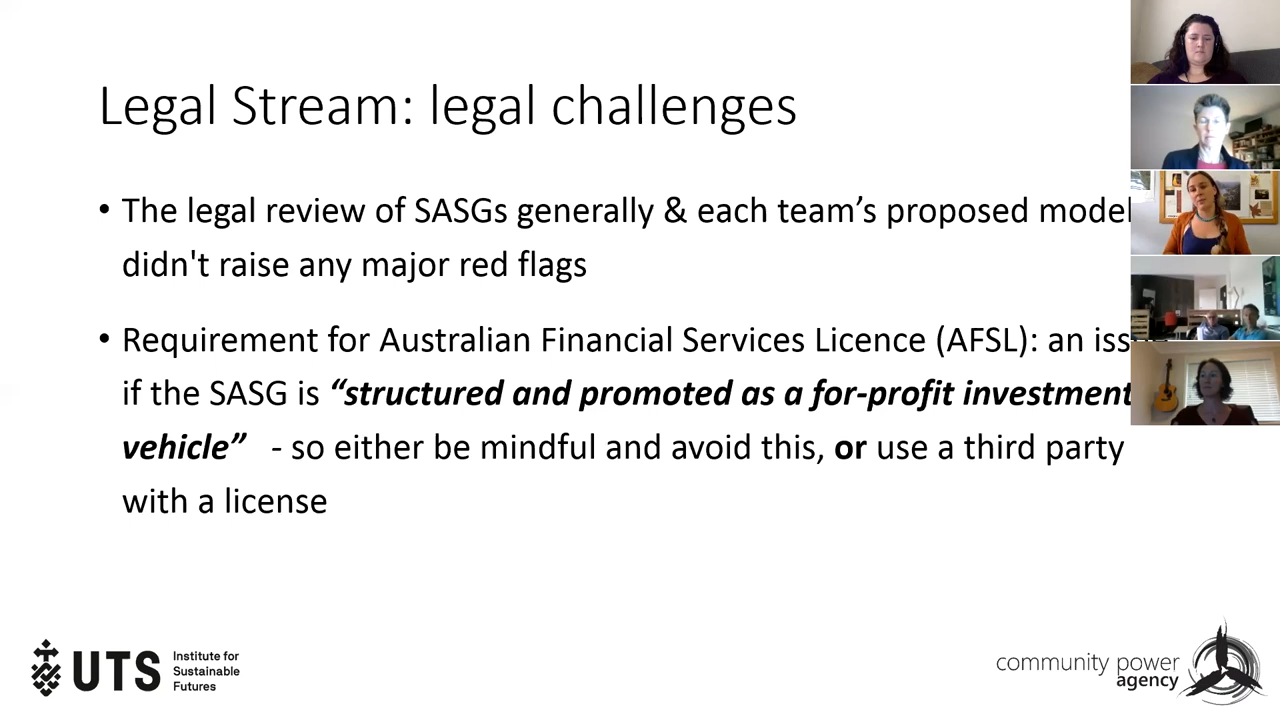 Legal Stream: legal challenges
• The legal review of SASGs generally & each team’s proposed model
didn't raise any major red flags
• Requirement for Australian Financial Services Licence (AFSL): an
if the SASG is “structured and promoted as a for-profit investment
vehicle” - so either be mindful and avoid this, or use a third party
with a license
UTS
Institute for
Sustainable
Futures
community power
agency